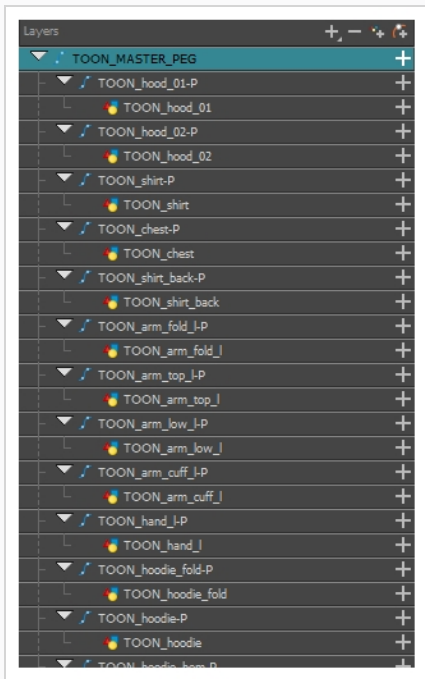 Layers
TOON_MASTER_PEG
TOON_hood_01-P
TOON_hood_01
TOON_hood_02-P
TOON_hood_02
TOON_shirt-P
TOON_shirt
TOON_chest-P
TOON_chest
TOON_shirt_back-P
TOON_shirt_back
TOON_arm_fold_l-P
TOON_arm_fold_l
TOON_arm_top_l-P
TOON_arm_top_l
TOON_arm_low_l-P
TOON_arm_low_l
TOON_arm_cuff_l-P
TOON_arm_cuff_l
TOON_hand_l-P
TOON_hand_l
TOON_hoodie_fold-P
TOON_hoodie_fold
TOON_hoodie-P
TOON_hoodie
TOON_hoodie_hem-P